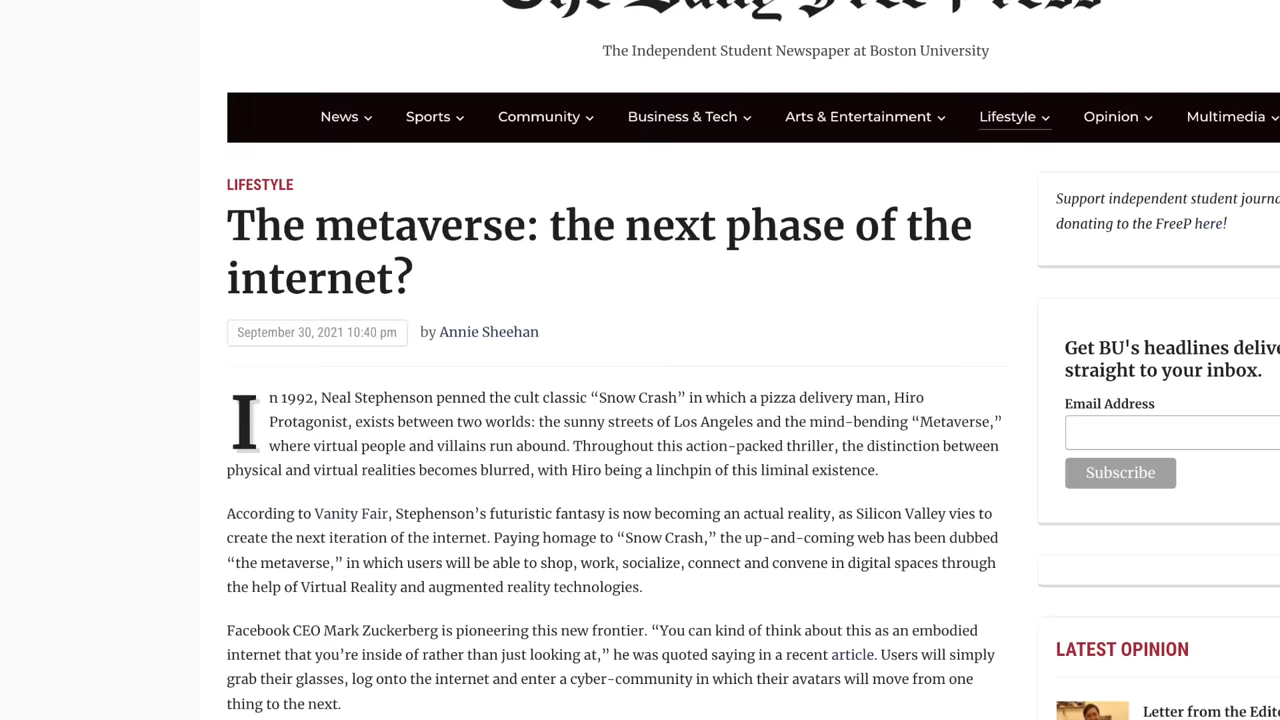 The Daily Free Press
The Independent Student Newspaper at Boston University
News Sports Community Business & Tech Arts & Entertainment Lifestyle Opinion Multimedia
LIFESTYLE
The metaverse: the next phase of the
internet?
September 30, 2021 10:40 pm by Annie Sheehan
In 1992, Neal Stephenson penned the cult classic “Snow Crash” in which a pizza delivery man, Hiro
Protagonist, exists between two worlds: the sunny streets of Los Angeles and the mind-bending “Metaverse,”
where virtual people and villains run abound. Throughout this action-packed thriller, the distinction between
physical and virtual realities becomes blurred, with Hiro being a linchpin of this liminal existence.
According to Vanity Fair, Stephenson’s futuristic fantasy is now becoming an actual reality, as Silicon Valley vies to
create the next iteration of the internet. Paying homage to “Snow Crash,” the up-and-coming web has been dubbed
“the metaverse,” in which users will be able to shop, work, socialize, connect and convene in digital spaces through
the help of Virtual Reality and augmented reality technologies.
Facebook CEO Mark Zuckerberg is pioneering this new frontier. “You can kind of think about this as an embodied
internet that you’re inside of rather than just looking at,” he was quoted saying in a recent article. Users will simply
grab their glasses, log onto the internet and enter a cyber-community in which their avatars will move from one
thing to the next.
Support independent student journa
donating to the FreeP here!
Get BU's headlines delive
straight to your inbox.
Email Address
Subscribe
LATEST OPINION
Letter from the Edito